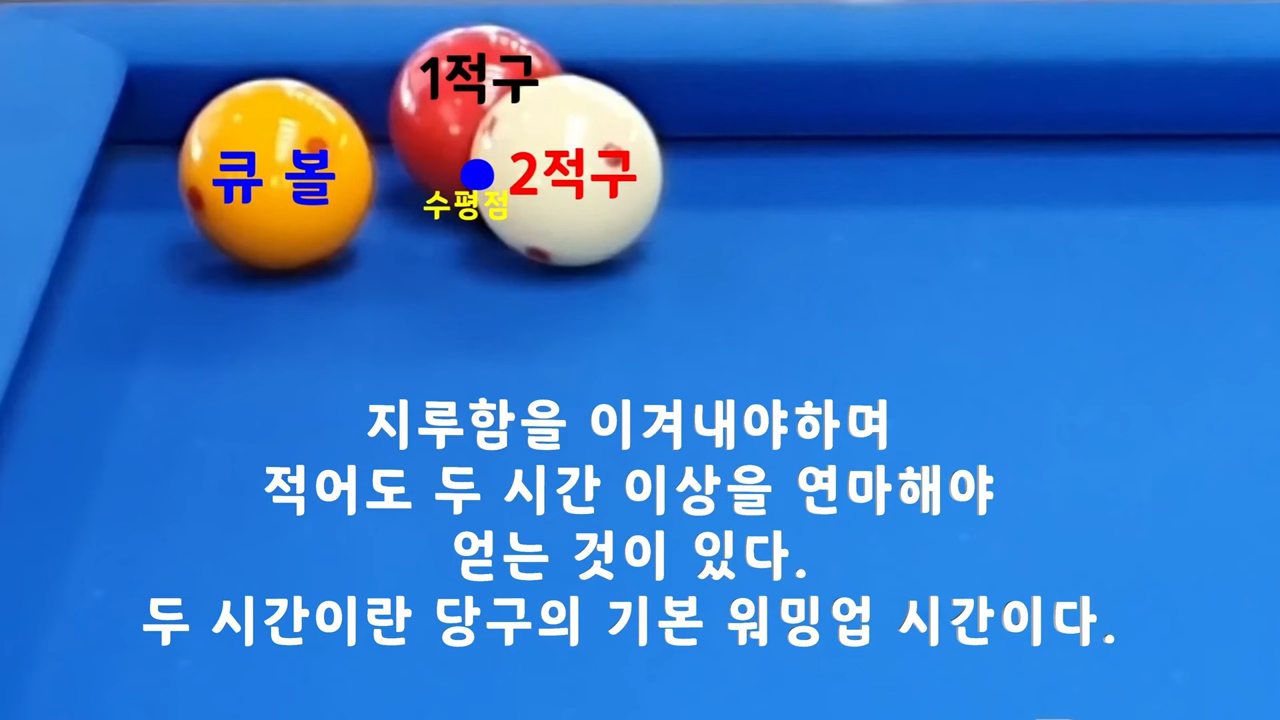 1적구
큐 볼
2적구
수평점
지루함을 이겨내야하며
적어도 두 시간 이상을 연마해야
얻는 것이 있다.
두 시간이란 당구의 기본 워밍업 시간이다.